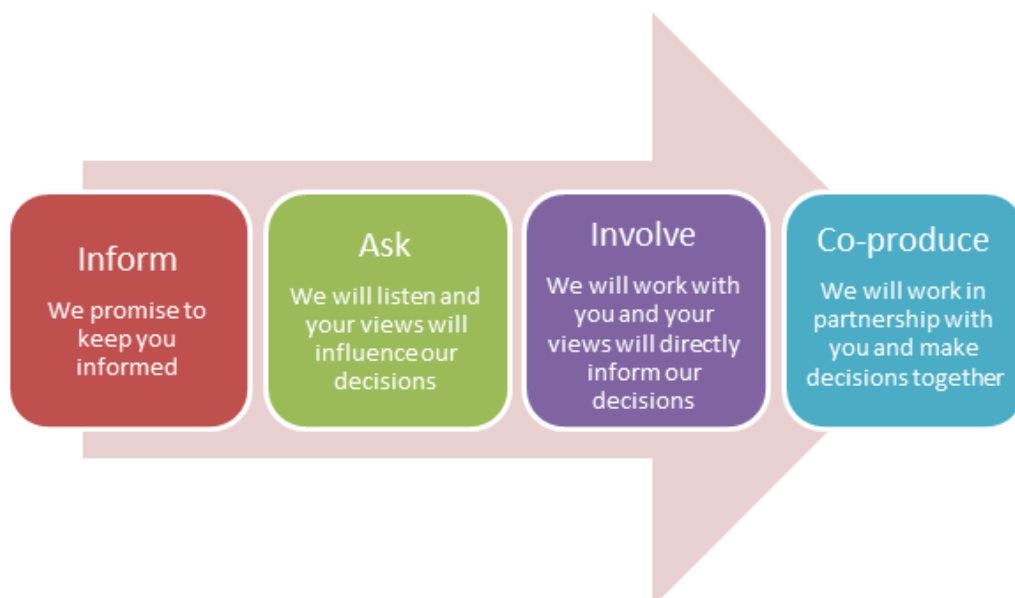 Inform
We promise to
keep you
informed
Ask
We will listen and
your views will
influence our
decisions
Involve
We will work with
you and your
views will directly
inform our
decisions
Co-produce
We will work in
partnership with
you and make
decisions together